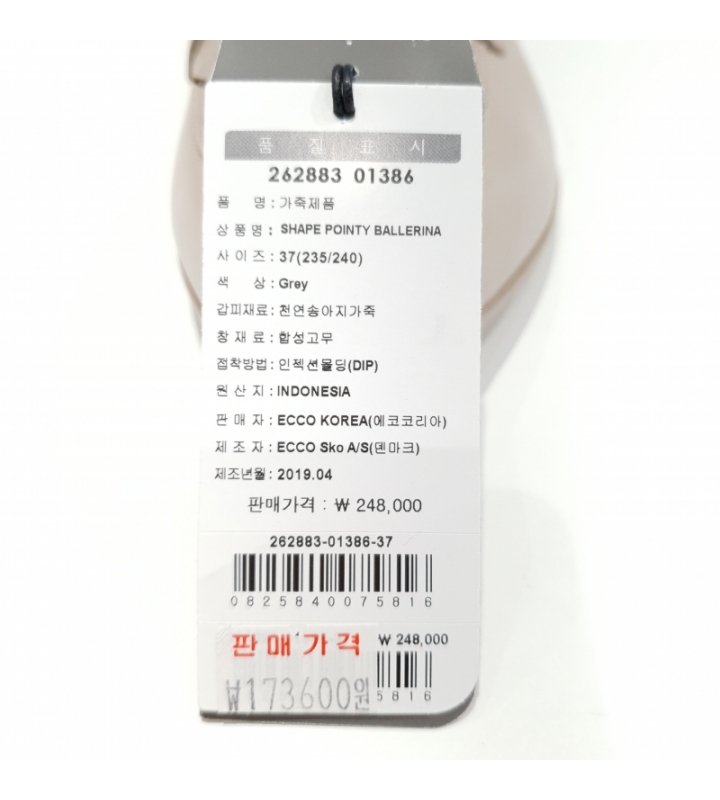 품 질 표 시
262883 01386
품 명 : 가죽제품
상 품 명 : SHAPE POINTY BALLERINA
사 이 즈 : 37(235/240)
색 상 : Grey
갑피재료 : 천연송아지가죽
창 재 료 : 합성고무
접착방법 : 인젝션몰딩(DIP)
원 산 지 : INDONESIA
판 매 자 : ECCO KOREA(에코코리아)
제 조 자 : ECCO Sko A/S(덴마크)
제조년월 : 2019.04
판매가격 : ₩ 248,000
262883-01386-37
0825840075816
판매가격 ₩ 248,000
₩173600원 5816